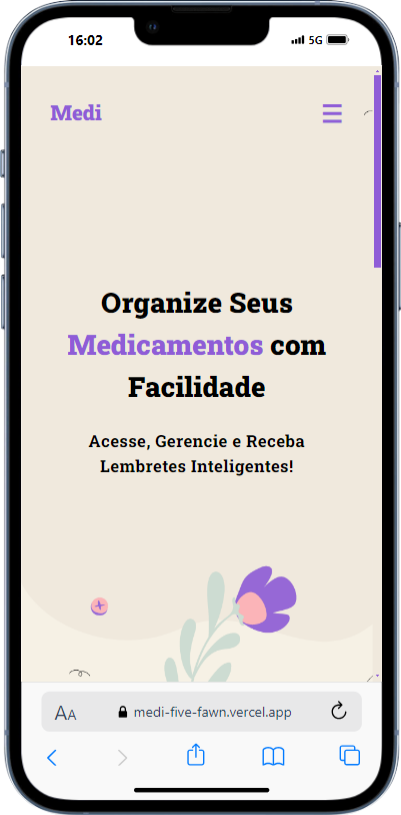 16:02
5G
Medi
Organize Seus
Medicamentos com
Facilidade
Acesse, Gerencie e Receba
Lembretes Inteligentes!
AA
medi-five-fawn.vercel.app